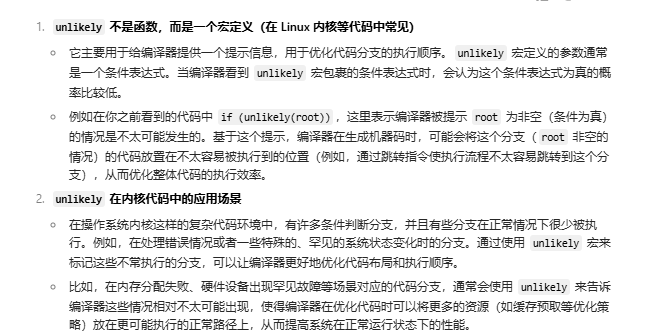 1. unlikely 不是函数，而是一个宏定义（在 Linux 内核等代码中常见）
它主要用于给编译器提供一个提示信息，用于优化代码分支的执行顺序。 unlikely 宏定义的参数通常
是一个条件表达式。当编译器看到 unlikely 宏包裹的条件表达式时，会认为这个条件表达式为真的概
率比较低。
例如在你之前看到的代码中 if (unlikely(root)) ，这里表示编译器被提示 root 为非空（条件为真）
的情况是不太可能发生的。基于这个提示，编译器在生成机器码时，可能会将这个分支（ root 非空的
情况）的代码放置在不太容易被执行到的位置（例如，通过跳转指令使执行流程不太容易跳转到这个分
支），从而优化整体代码的执行效率。
2. unlikely 在内核代码中的应用场景
在操作系统内核这样的复杂代码环境中，有许多条件判断分支，并且有些分支在正常情况下很少被执
行。例如，在处理错误情况或者一些特殊的、罕见的系统状态变化时的分支。通过使用 unlikely 宏来
标记这些不常执行的分支，可以让编译器更好地优化代码布局和执行顺序。
比如，在内存分配失败、硬件设备出现罕见故障等场景对应的代码分支，通常会使用 unlikely 来告诉
编译器这些情况相对不太可能出现，使得编译器在优化代码时可以将更多的资源（如缓存预取等优化策
略）放在更可能执行的正常路径上，从而提高系统在正常运行状态下的性能。